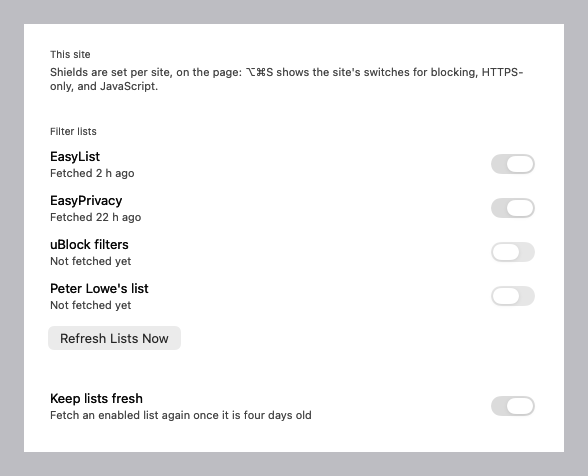 This site
Shields are set per site, on the page: ⌥⌘S shows the site's switches for blocking, HTTPS-
only, and JavaScript.
Filter lists
EasyList
Fetched 2 h ago
EasyPrivacy
Fetched 22 h ago
uBlock filters
Not fetched yet
Peter Lowe's list
Not fetched yet
Refresh Lists Now
Keep lists fresh
Fetch an enabled list again once it is four days old